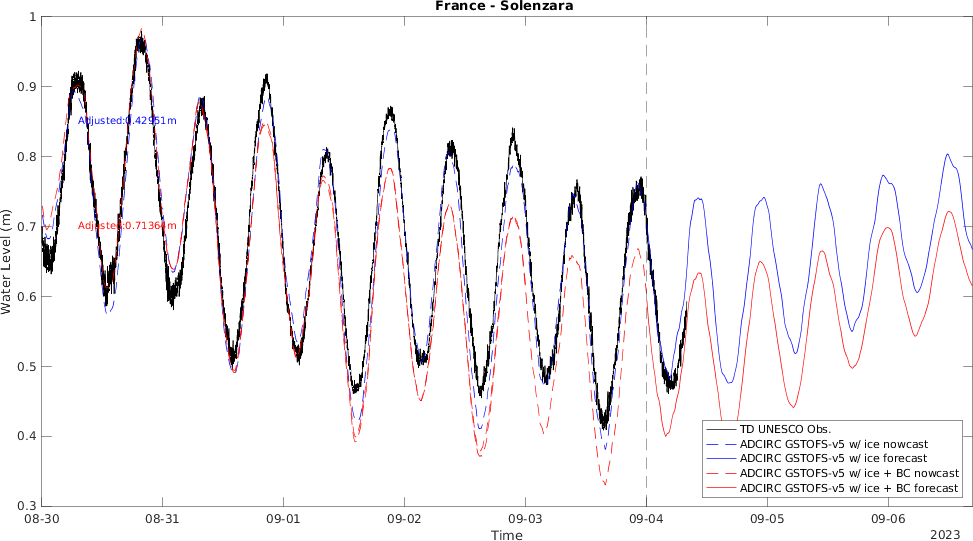 France - Solenzara
1
0.9
0.8
0.7
0.6
0.5
0.4
0.3
Water Level (m)
Adjusted:0.42951m
Adjusted:0.71364m
TD UNESCO Obs.
ADCIRC GSTOFS-v5 w/ ice nowcast
ADCIRC GSTOFS-v5 w/ ice forecast
ADCIRC GSTOFS-v5 w/ ice + BC nowcast
ADCIRC GSTOFS-v5 w/ ice + BC forecast
08-30 08-31 09-01 09-02 09-03 09-04 09-05 09-06
Time
2023